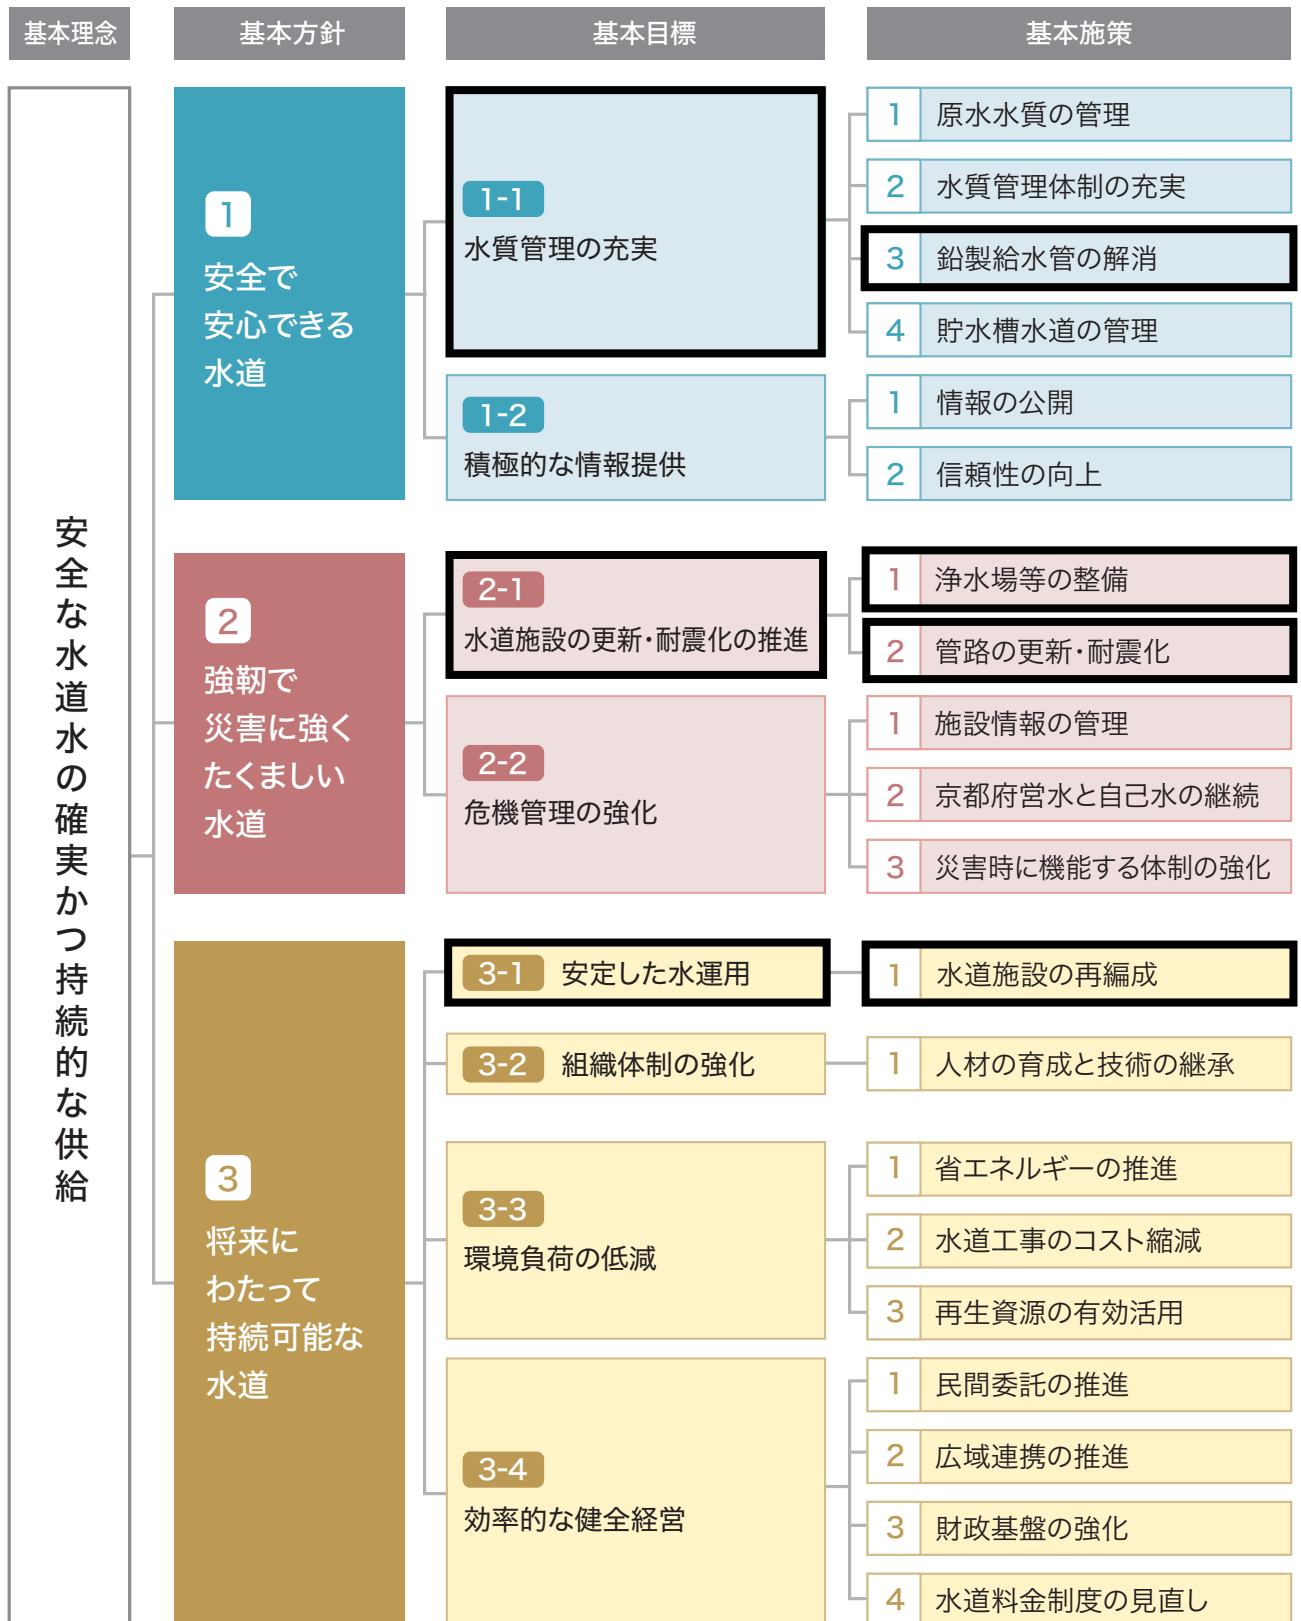 基本理念
基本方針
基本目標
基本施策
安全な水道水の確実かつ持続的な供給
1
安全で
安心できる
水道
1-1
水質管理の充実
1 原水水質の管理
2 水質管理体制の充実
3 鉛製給水管の解消
4 貯水槽水道の管理
1-2
積極的な情報提供
1 情報の公開
2 信頼性の向上
2
強靭で
災害に強く
たくましい
水道
2-1
水道施設の更新・耐震化の推進
1 浄水場等の整備
2 管路の更新・耐震化
2-2
危機管理の強化
1 施設情報の管理
2 京都府営水と自己水の継続
3 災害時に機能する体制の強化
3
将来に
わたって
持続可能な
水道
3-1 安定した水運用
1 水道施設の再編成
3-2 組織体制の強化
1 人材の育成と技術の継承
3-3
環境負荷の低減
1 省エネルギーの推進
2 水道工事のコスト縮減
3 再生資源の有効活用
3-4
効率的な健全経営
1 民間委託の推進
2 広域連携の推進
3 財政基盤の強化
4 水道料金制度の見直し